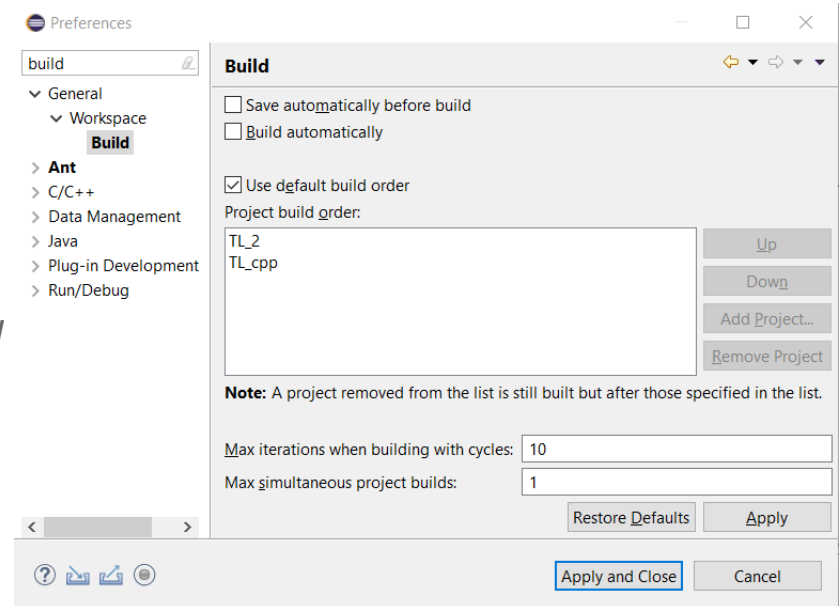 Preferences
build
Build
General
Workspace
Build
Ant
C/C++
Data Management
Java
Plug-in Development
Run/Debug
Save automatically before build
Build automatically
Use default build order
Project build order:
TL_2
TL_cpp
Up
Down
Add Project...
Remove Project
Note: A project removed from the list is still built but after those specified in the list.
Max iterations when building with cycles: 10
Max simultaneous project builds: 1
Restore Defaults Apply
Apply and Close Cancel